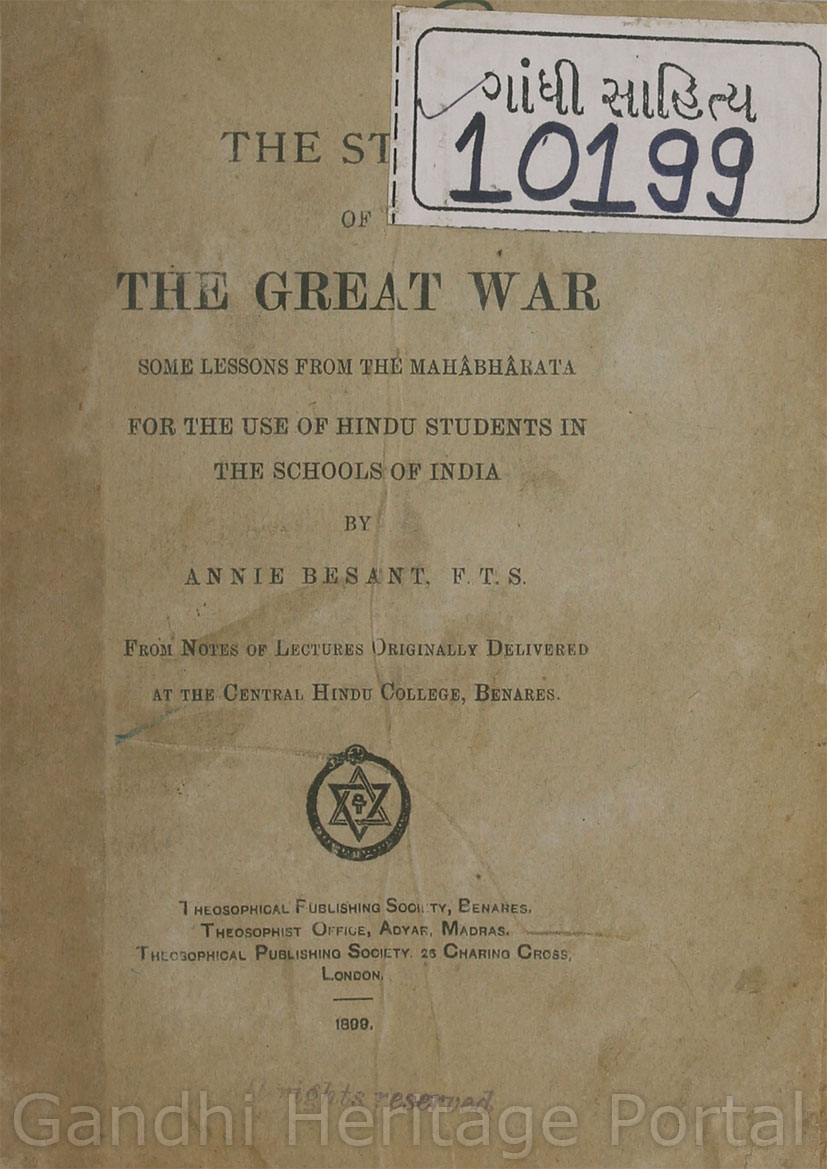 ગાંધી સાહિત્ય
10199
THE ST
OF
THE GREAT WAR
SOME LESSONS FROM THE MAHÂBHÂRATA
FOR THE USE OF HINDU STUDENTS IN
THE SCHOOLS OF INDIA
BY
ANNIE BESANT, F. T. S.
FROM NOTES OF LECTURES ORIGINALLY DELIVERED
AT THE CENTRAL HINDU COLLEGE, BENARES.
THEOSOPHICAL PUBLISHING SOCIETY, BENARES.
THEOSOPHIST OFFICE, ADYAR, MADRAS.
THEOSOPHICAL PUBLISHING SOCIETY. 26 CHARING CROSS,
LONDON.
1899.
rights reserved
Gandhi Heritage Portal